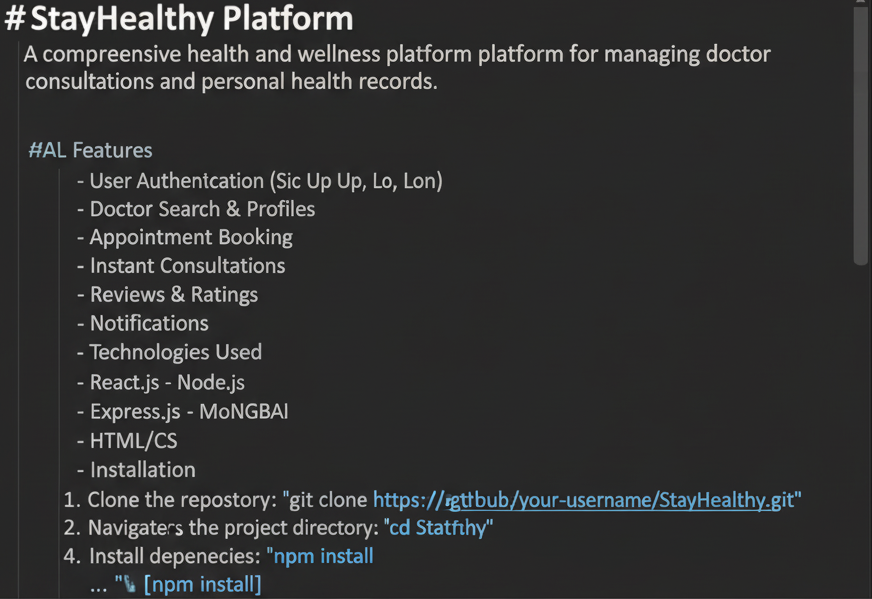 # StayHealthy Platform
A compreensive health and wellness platform platform for managing doctor
consultations and personal health records.
#AL Features
- User Authentcation (Sic Up Up, Lo, Lon)
- Doctor Search & Profiles
- Appointment Booking
- Instant Consultations
- Reviews & Ratings
- Notifications
- Technologies Used
- React.js - Node.js
- Express.js - MoNGBAI
- HTML/CS
- Installation
1. Clone the repostory: "git clone https://gttbub/your-username/StayHealthy.git"
2. Navigaters the project directory: "cd Statfthy"
4. Install depenecies: "npm install
... " [npm install]